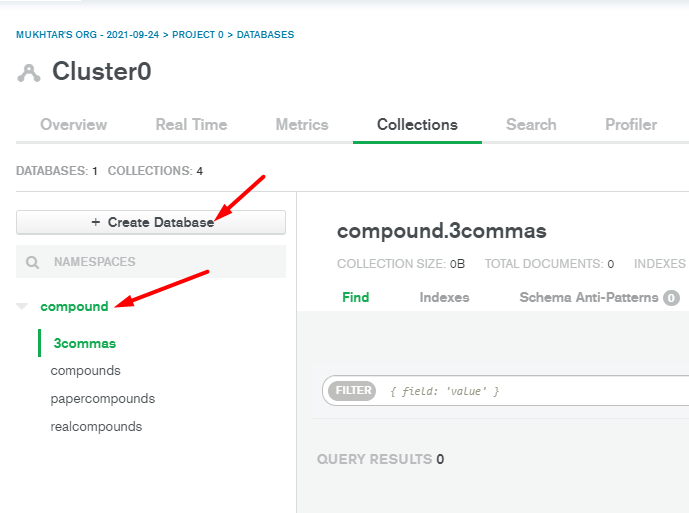 MUKHTAR'S ORG - 2021-09-24 > PROJECT 0 > DATABASES
Cluster0
Overview Real Time Metrics Collections Search Profiler
DATABASES: 1 COLLECTIONS: 4
+ Create Database
NAMESPACES
compound
3commas
compounds
papercompounds
realcompounds
compound.3commas
COLLECTION SIZE: 0B TOTAL DOCUMENTS: 0 INDEXES
Find Indexes Schema Anti-Patterns 0
FILTER { field: 'value' }
QUERY RESULTS 0